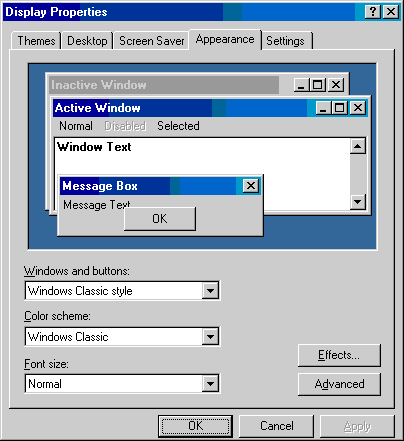 Display Properties
Themes Desktop Screen Saver Appearance Settings
Inactive Window
Active Window
Normal Disabled Selected
Window Text
Message Box
Message Text
OK
Windows and buttons:
Windows Classic style
Color scheme:
Windows Classic
Effects...
Font size:
Normal
Advanced
OK Cancel Apply